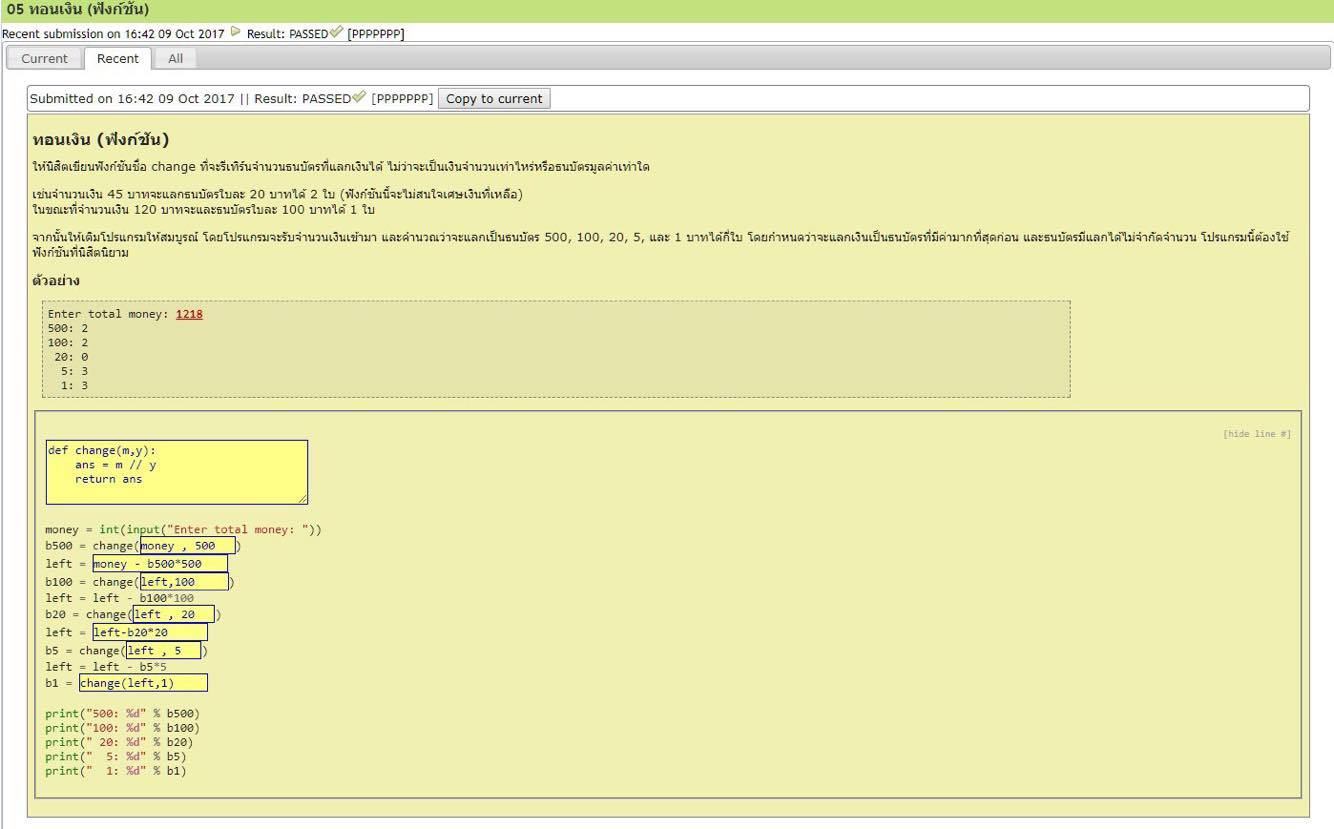 05 ทอนเงิน (ฟังก์ชัน)
Recent submission on 16:42 09 Oct 2017 Result: PASSED [PPPPPPP]
Current Recent All
Submitted on 16:42 09 Oct 2017 || Result: PASSED [PPPPPPP] Copy to current
ทอนเงิน (ฟังก์ชัน)
ให้นิสิตเขียนฟังก์ชันชื่อ change ที่จะรีเทิร์นจำนวนธนบัตรที่แลกเงินได้ ไม่ว่าจะเป็นเงินจำนวนเท่าไหร่หรือธนบัตรมูลค่าเท่าใด
เช่นจำนวนเงิน 45 บาทจะแลกธนบัตรใบละ 20 บาทได้ 2 ใบ (ฟังก์ชันนี้จะไม่สนใจเศษเงินที่เหลือ)
ในขณะที่จำนวนเงิน 120 บาทจะแลธนบัตรใบละ 100 บาทได้ 1 ใบ
จากนั้นให้เติมโปรแกรมให้สมบูรณ์ โดยโปรแกรมจะรับจำนวนเงินเข้ามา และคำนวณว่าจะแลกเป็นธนบัตร 500, 100, 20, 5, และ 1 บาทได้กี่ใบ โดยกำหนดว่าจะแลกเงินเป็นธนบัตรที่มีค่ามากที่สุดก่อน และธนบัตรมีแลกได้ไม่จำกัดจำนวน โปรแกรมนี้ต้องใช้
ฟังก์ชันที่นิสิตนิยาม
ตัวอย่าง
Enter total money: 1218
500: 2
100: 2
20: 0
5: 3
1: 3
[hide line #]
def change(m,y):
    ans = m // y
    return ans
money = int(input("Enter total money: "))
b500 = change(money , 500)
left = money - b500*500
b100 = change(left,100)
left = left - b100*100
b20 = change(left , 20)
left = left-b20*20
b5 = change(left , 5)
left = left - b5*5
b1 = change(left,1)
print("500: %d" % b500)
print("100: %d" % b100)
print(" 20: %d" % b20)
print("  5: %d" % b5)
print("  1: %d" % b1)